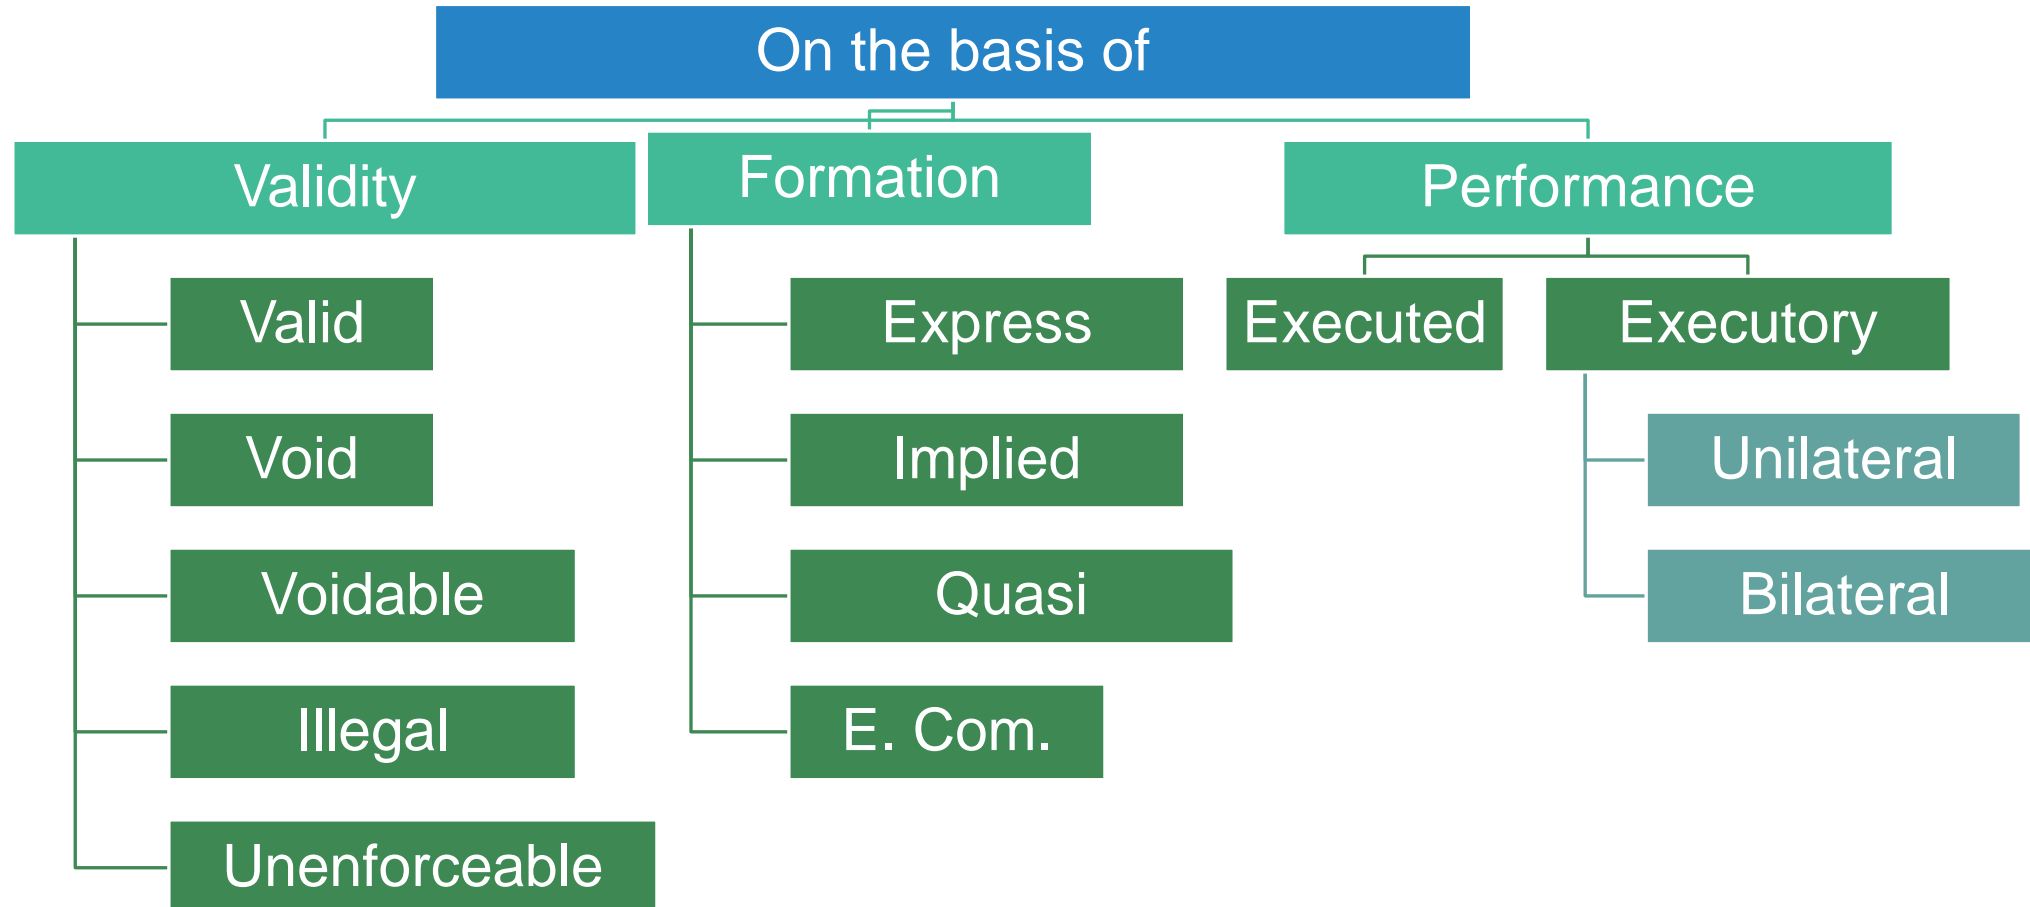 On the basis of
Validity
Formation
Performance
Valid
Void
Voidable
Illegal
Unenforceable
Express
Implied
Quasi
E. Com.
Executed
Executory
Unilateral
Bilateral